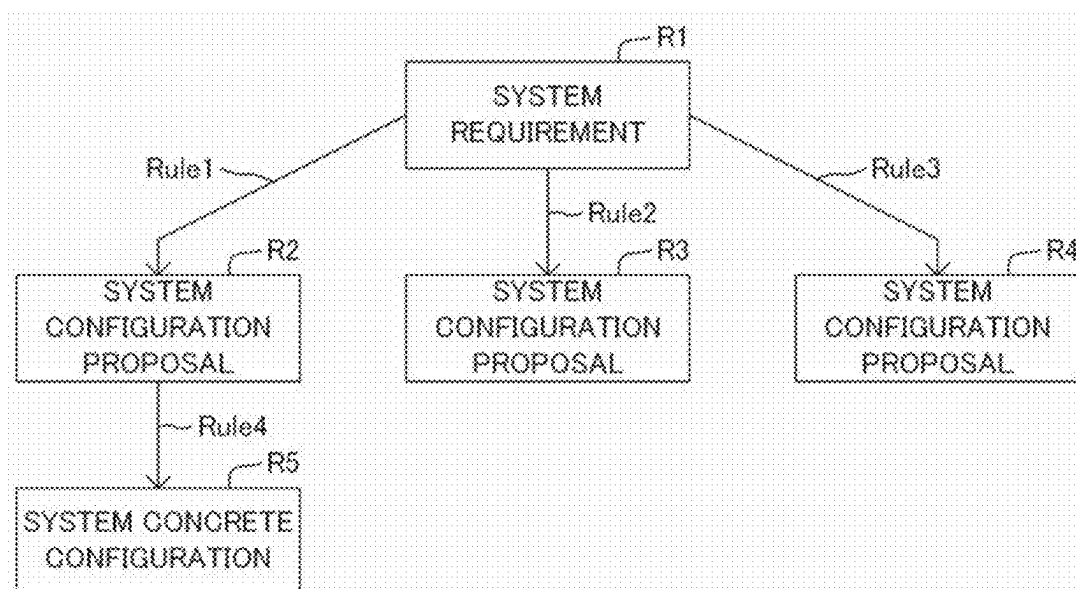 R1
SYSTEM
REQUIREMENT
Rule1
Rule2
Rule3
R2
SYSTEM
CONFIGURATION
PROPOSAL
R3
SYSTEM
CONFIGURATION
PROPOSAL
R4
SYSTEM
CONFIGURATION
PROPOSAL
Rule4
R5
SYSTEM CONCRETE
CONFIGURATION